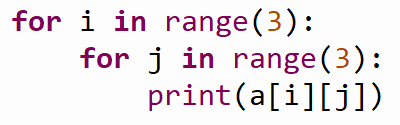 for i in range(3):
    for j in range(3):
        print(a[i][j])